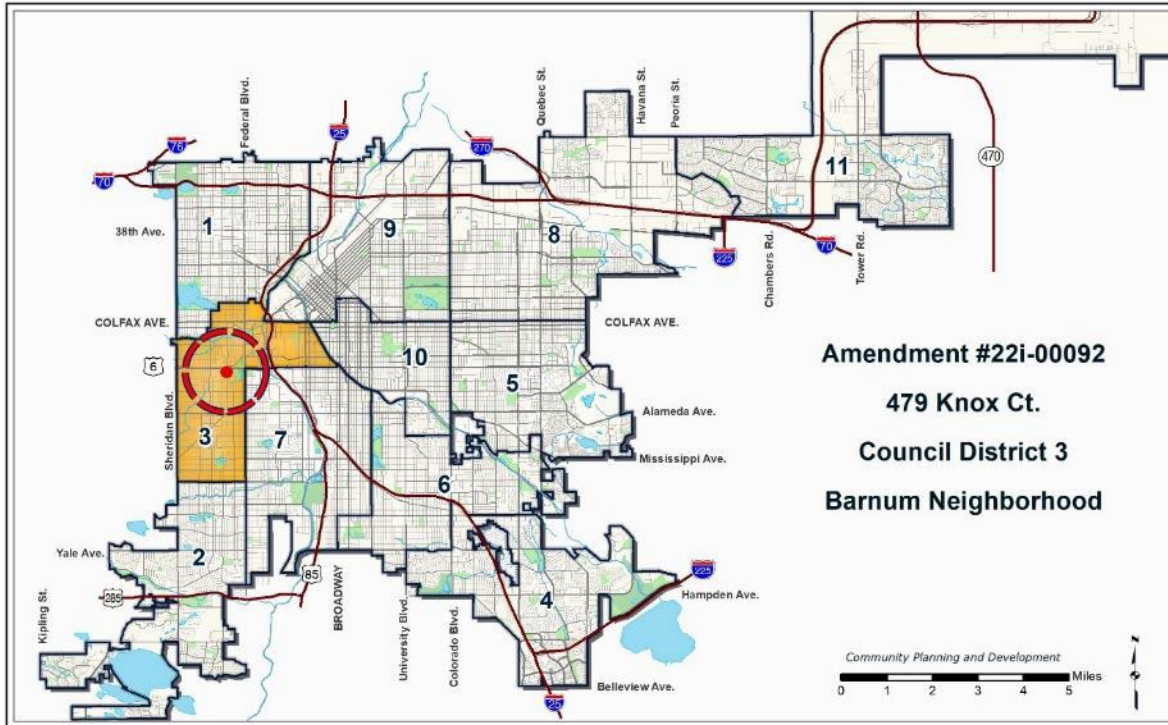 Federal Blvd.
Quebec St.
Havana St.
Peoria St.
76
25
270
70
470
1
9
8
11
38th Ave.
Chambers Rd.
Tower Rd.
70
225
COLFAX AVE.
COLFAX AVE.
6
10
5
Sheridan Blvd.
3
7
Alameda Ave.
Mississippi Ave.
6
Amendment #22i-00092
479 Knox Ct.
Council District 3
Barnum Neighborhood
Yale Ave.
2
85
BROADWAY
University Blvd.
Colorado Blvd.
4
225
Hampden Ave.
285
Kipling St.
25
Belleview Ave.
Community Planning and Development
0 1 2 3 4 5 Miles
N